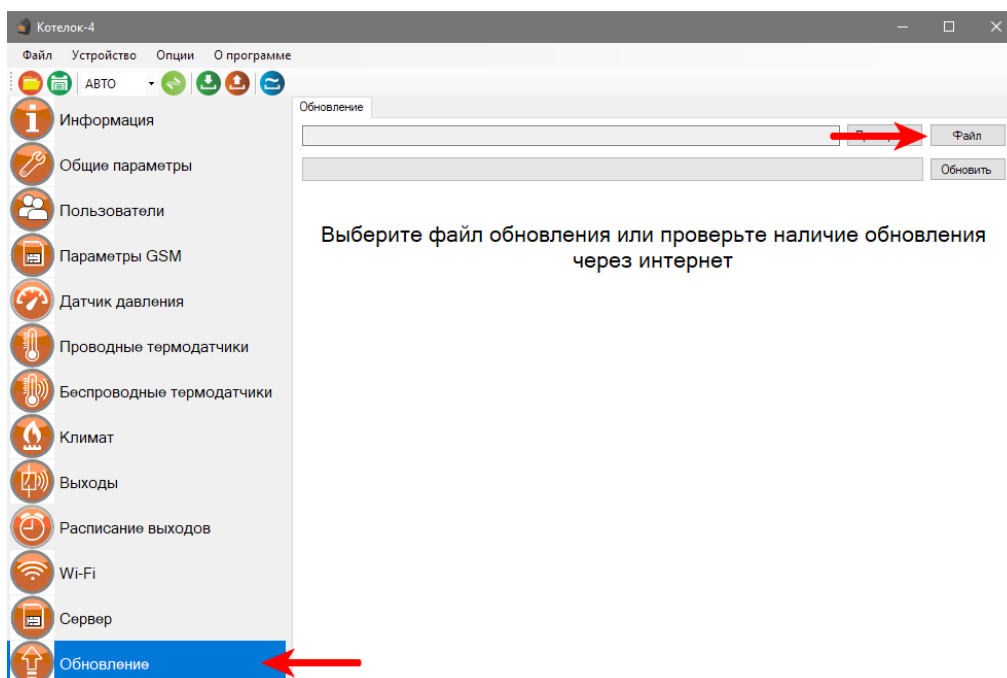 Котелок-4
Файл Устройство Опции О программе
АВТО
Информация
Общие параметры
Пользователи
Параметры GSM
Датчик давления
Проводные термодатчики
Беспроводные термодатчики
Климат
Выходы
Расписание выходов
Wi-Fi
Сервер
Обновление
Обновление
Файл
Обновить
Выберите файл обновления или проверьте наличие обновления
через интернет